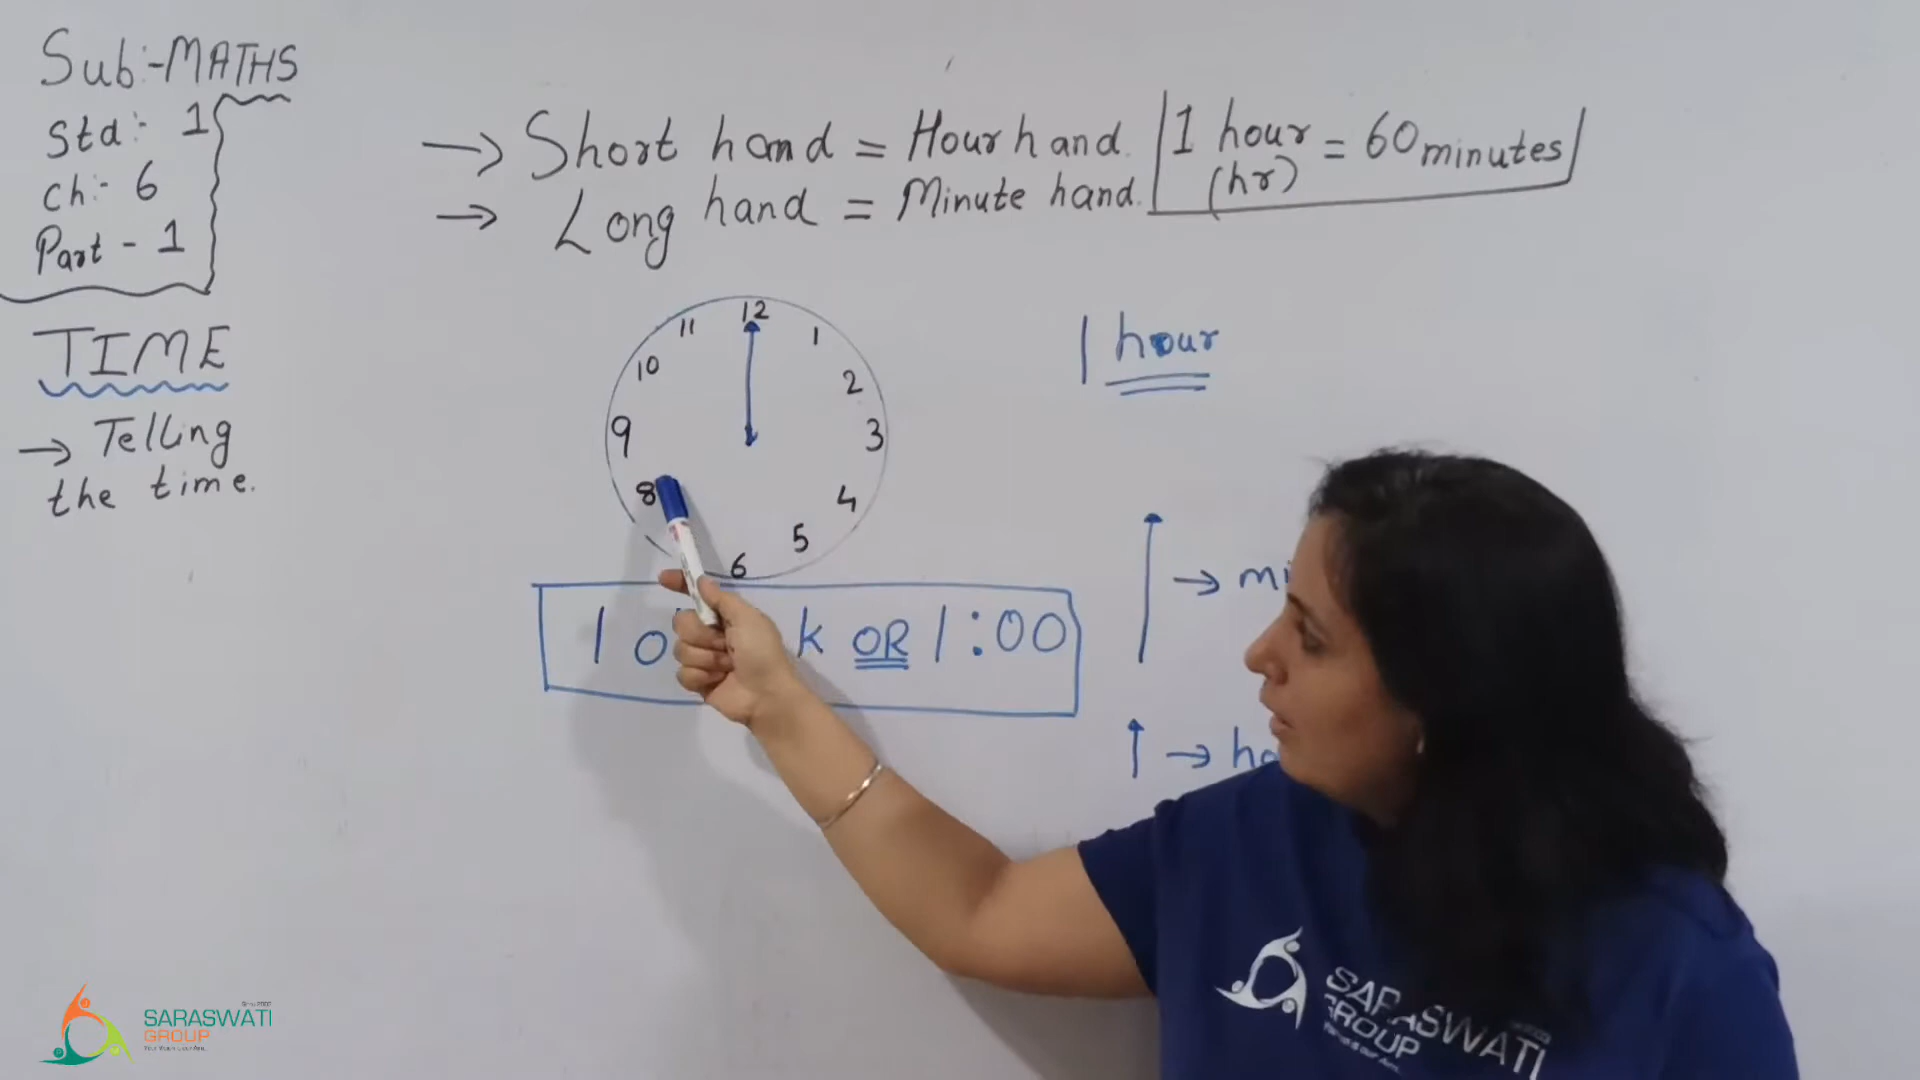 Sub:-MATHS
Std:- 1
Ch:- 6
Part - 1
TIME
→ Telling
the time.
→ Short hand = Hour hand.
→ Long hand = Minute hand.
1 hour = 60 minutes
(hr)
12
11
1
10
2
9
3
8
4
5
6
1 hour
1 OR 1:00
→
→
SARASWATI
GROUP
SARASWATI
GROUP